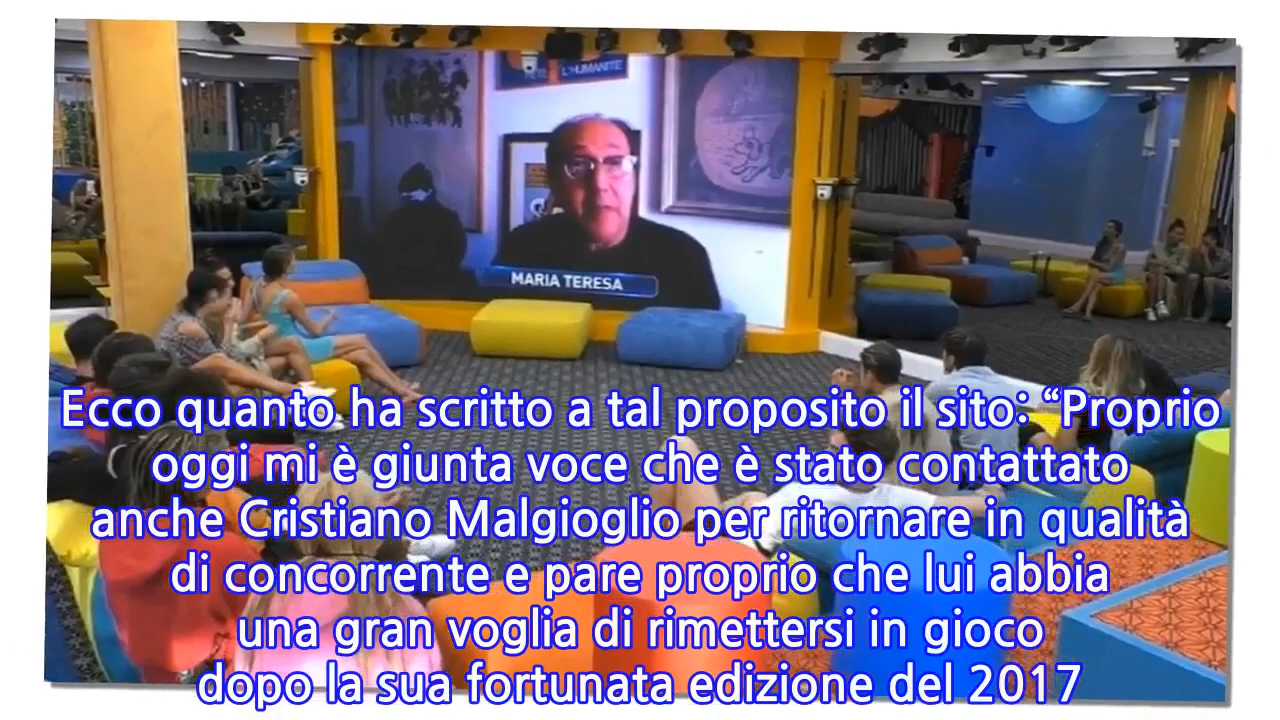 L'HUMANITÉ
MARIA TERESA
Ecco quanto ha scritto a tal proposito il sito: “Proprio
oggi mi è giunta voce che è stato contattato
anche Cristiano Malgioglio per ritornare in qualità
di concorrente e pare proprio che lui abbia
una gran voglia di rimettersi in gioco
dopo la sua fortunata edizione del 2017